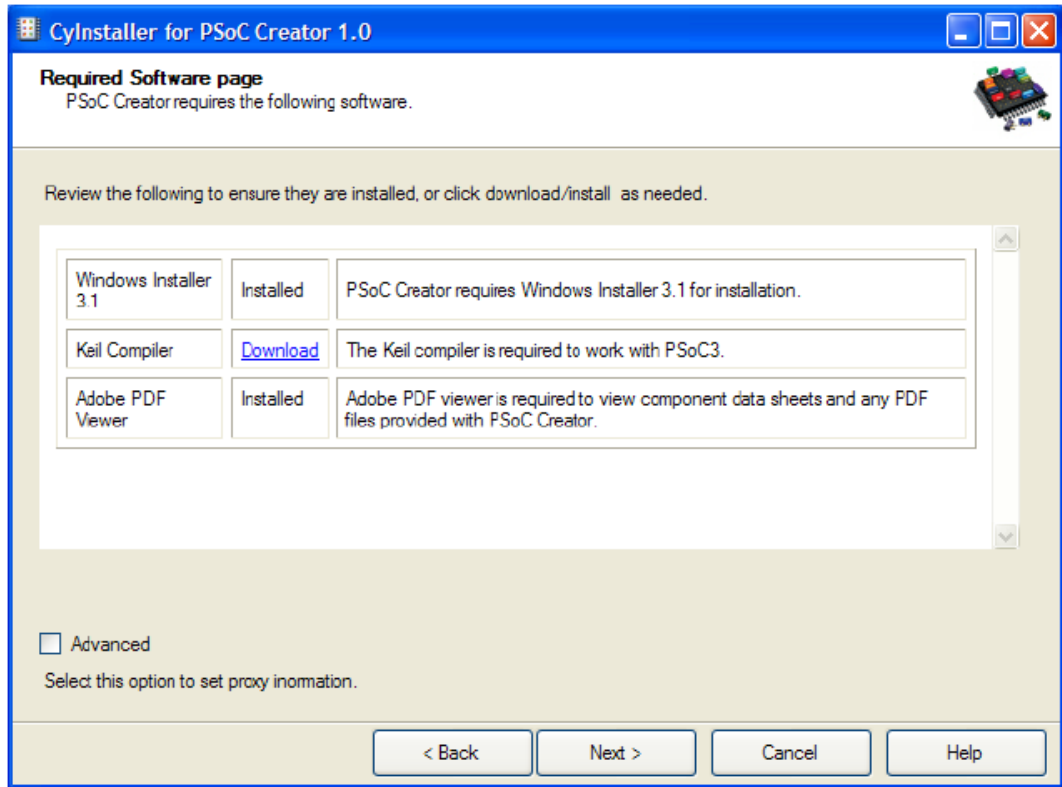 CyInstaller for PSoC Creator 1.0
Required Software page
PSoC Creator requires the following software.
Review the following to ensure they are installed, or click download/install as needed.
Windows Installer
3.1
Installed
PSoC Creator requires Windows Installer 3.1 for installation.
Keil Compiler
Download
The Keil compiler is required to work with PSoC3.
Adobe PDF
Viewer
Installed
Adobe PDF viewer is required to view component data sheets and any PDF
files provided with PSoC Creator.
Advanced
Select this option to set proxy inormation.
< Back
Next >
Cancel
Help